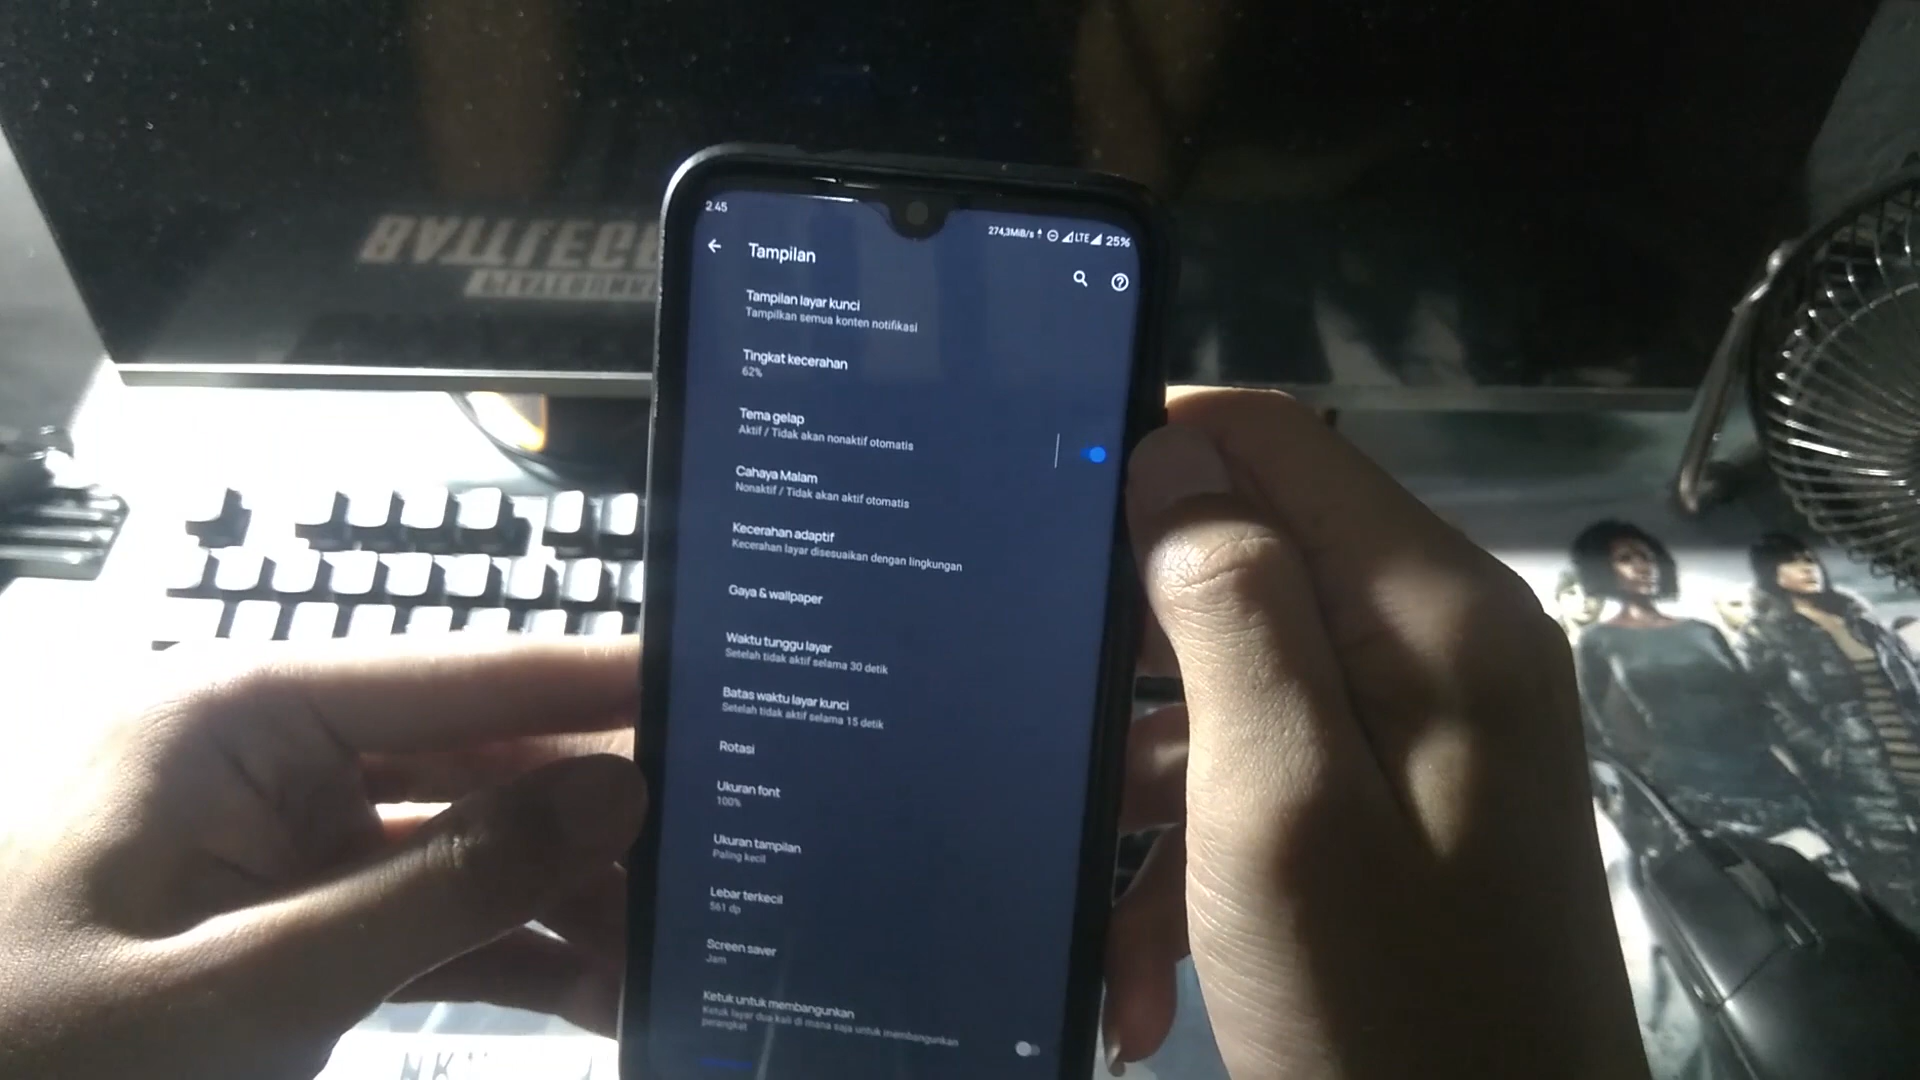 2.45
274,3MiB/s LTE 25%
Tampilan
Tampilan layar kunci
Tampilkan semua konten notifikasi
Tingkat kecerahan
62%
Tema gelap
Aktif / Tidak akan nonaktif otomatis
Cahaya Malam
Nonaktif / Tidak akan aktif otomatis
Kecerahan adaptif
Kecerahan layar disesuaikan dengan lingkungan
Gaya & wallpaper
Waktu tunggu layar
Setelah tidak aktif selama 30 detik
Batas waktu layar kunci
Setelah tidak aktif selama 15 detik
Rotasi
Ukuran font
100%
Ukuran tampilan
Paling kecil
Lebar terkecil
561 dp
Screen saver
Jam
Ketuk untuk membangunkan
Ketuk layar dua kali di mana saja untuk membangunkan
perangkat